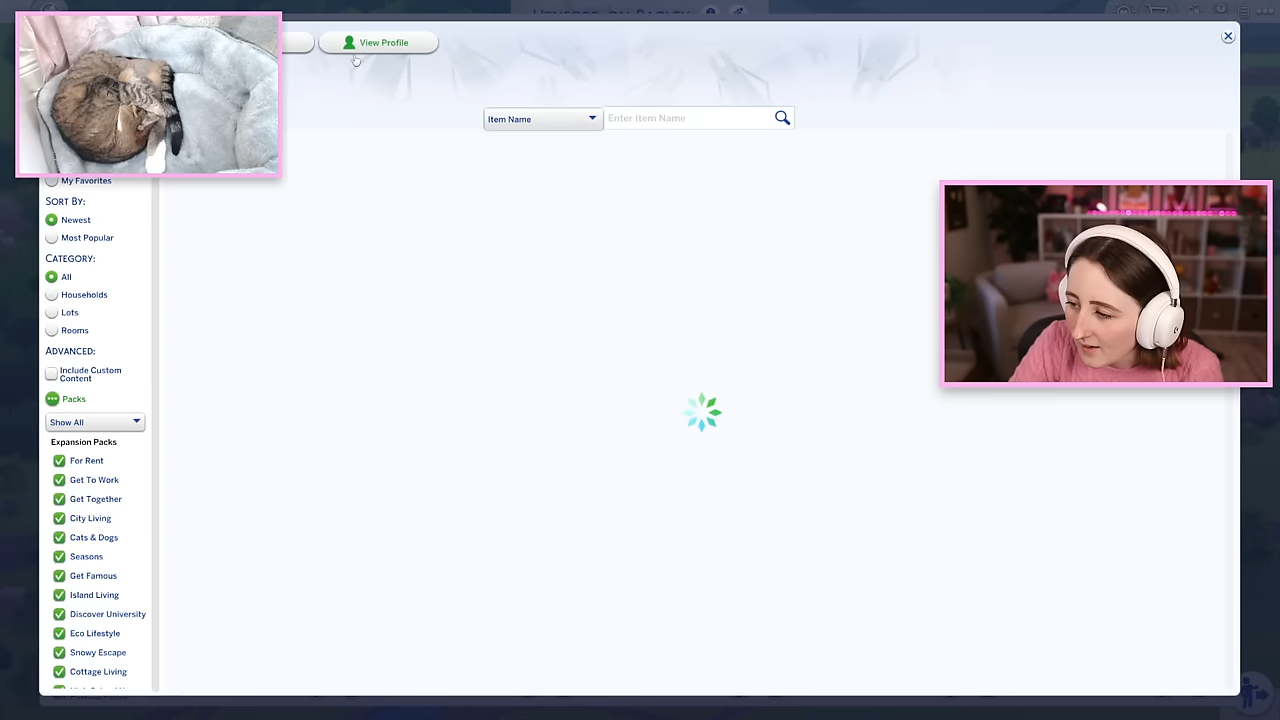 View Profile
Item Name
Enter Item Name
My Favorites
SORT BY:
Newest
Most Popular
CATEGORY:
All
Households
Lots
Rooms
ADVANCED:
Include Custom
Content
Packs
Show All
Expansion Packs
For Rent
Get To Work
Get Together
City Living
Cats & Dogs
Seasons
Get Famous
Island Living
Discover University
Eco Lifestyle
Snowy Escape
Cottage Living